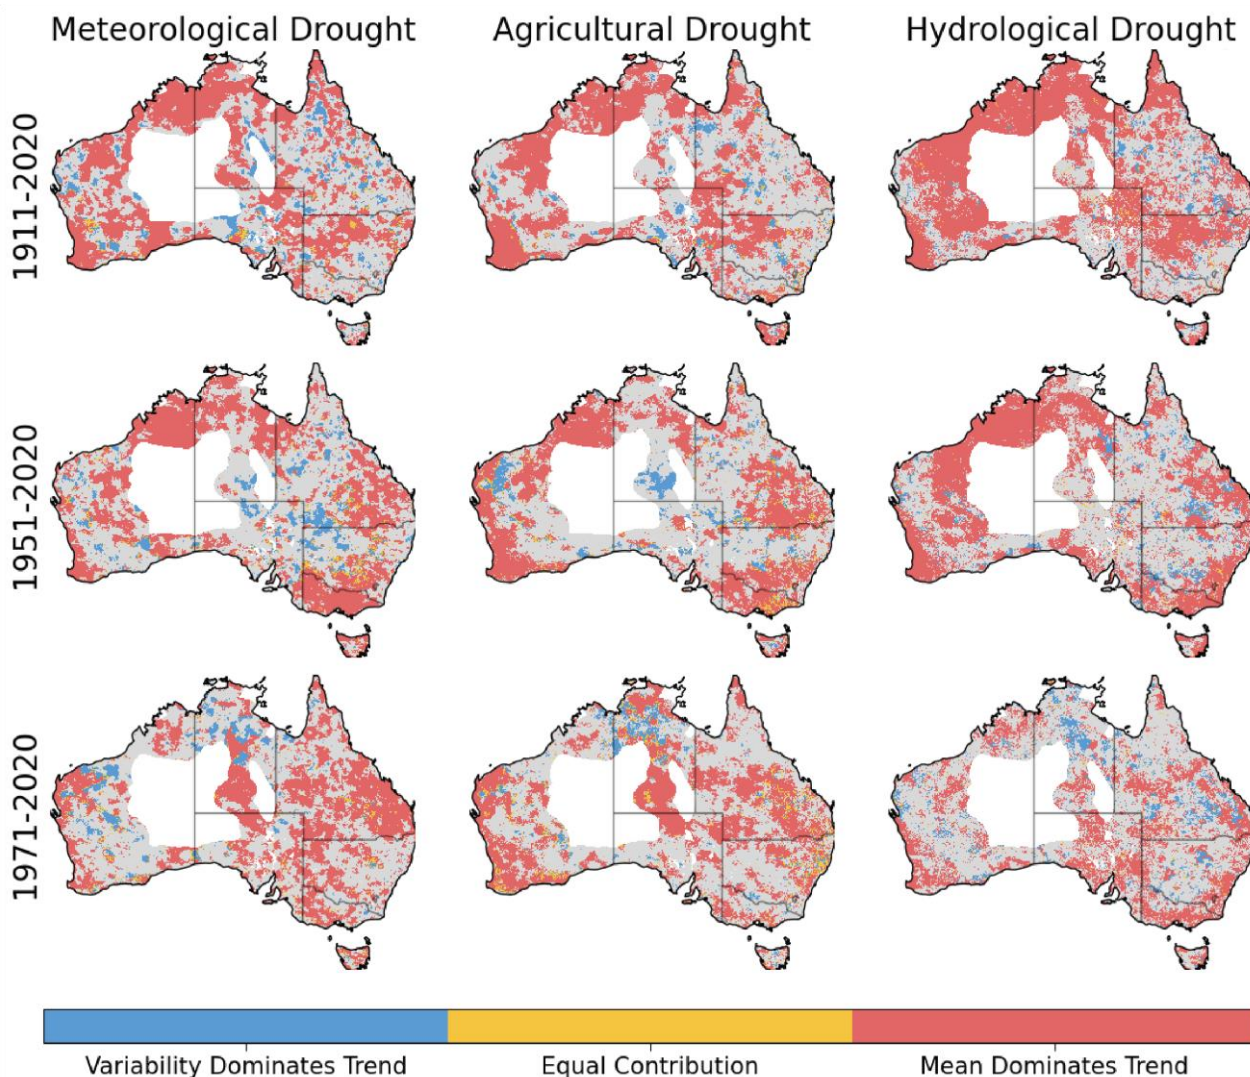 Meteorological Drought
Agricultural Drought
Hydrological Drought
1911-2020
1951-2020
1971-2020
Variability Dominates Trend
Equal Contribution
Mean Dominates Trend